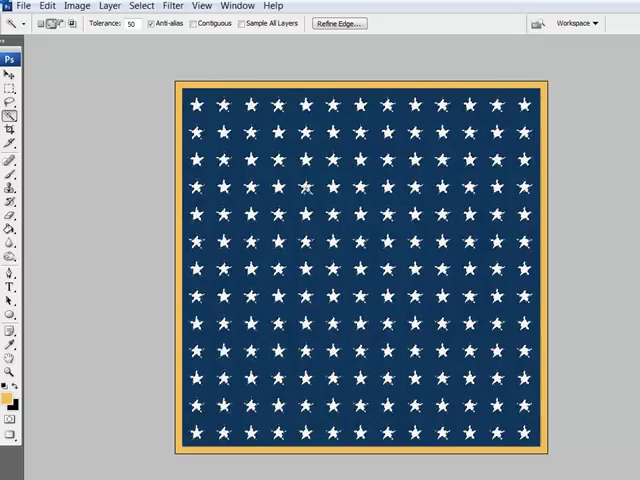 File Edit Image Layer Select Filter View Window Help
Tolerance: 50 Anti-alias Contiguous Sample All Layers Refine Edge... Workspace
Ps
T